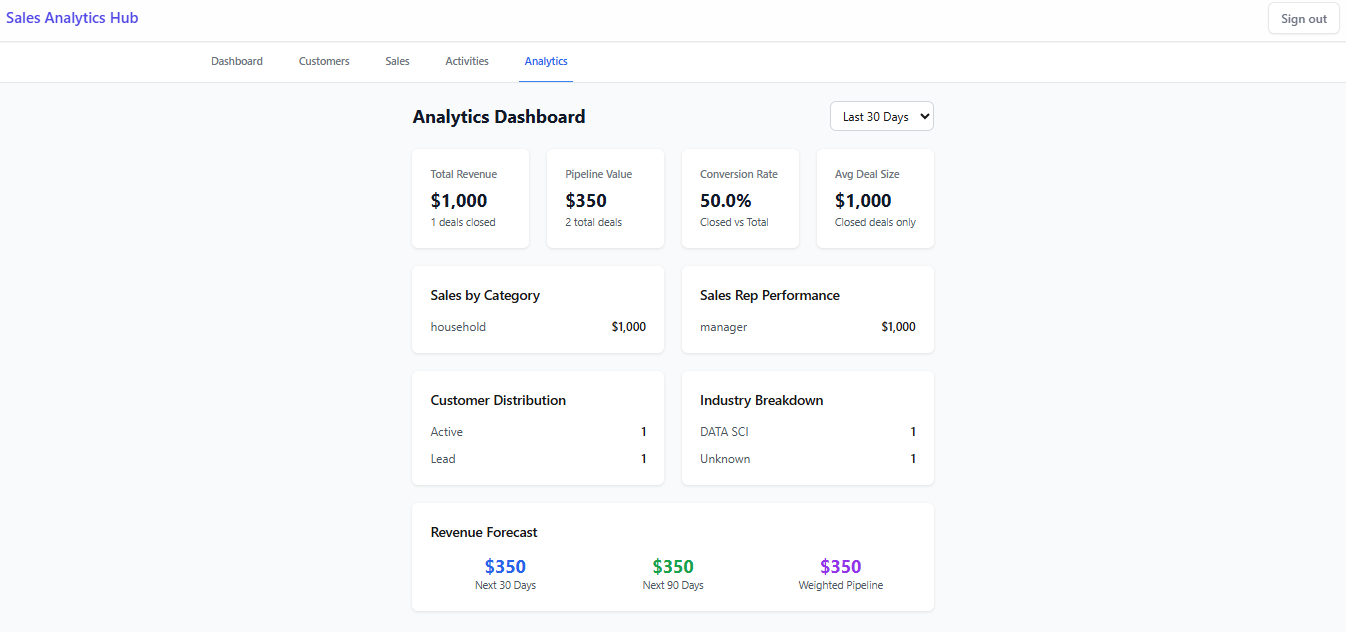 Sales Analytics Hub
Sign out
Dashboard Customers Sales Activities Analytics
Analytics Dashboard
Last 30 Days
Total Revenue
$1,000
1 deals closed
Pipeline Value
$350
2 total deals
Conversion Rate
50.0%
Closed vs Total
Avg Deal Size
$1,000
Closed deals only
Sales by Category
household $1,000
Sales Rep Performance
manager $1,000
Customer Distribution
Active 1
Lead 1
Industry Breakdown
DATA SCI 1
Unknown 1
Revenue Forecast
$350
Next 30 Days
$350
Next 90 Days
$350
Weighted Pipeline